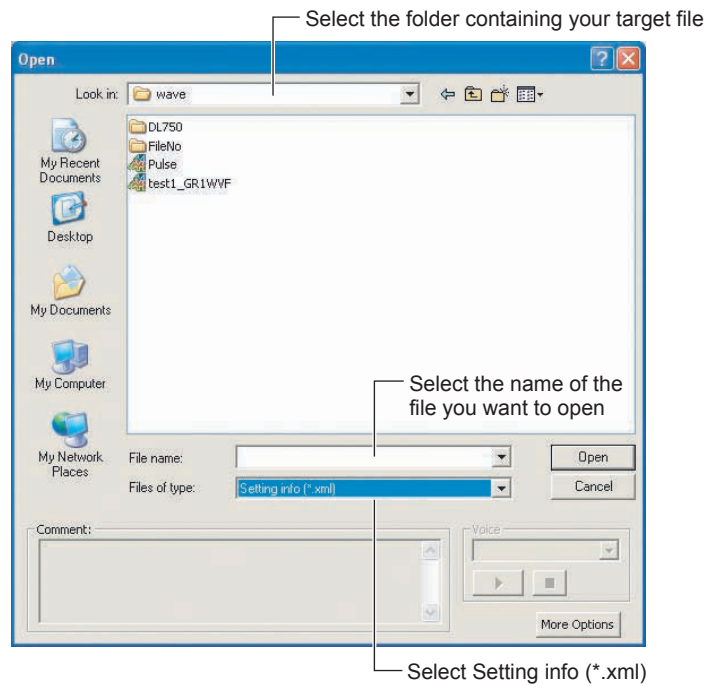 Select the folder containing your target file
Open
Look in:
wave
DL750
FileNo
Pulse
test1_GR1WVF
My Recent
Documents
Desktop
My Documents
My Computer
My Network
Places
Select the name of the
file you want to open
File name:
Open
Files of type:
Setting info (*.xml)
Cancel
Comment:
Voice
More Options
Select Setting info (*.xml)